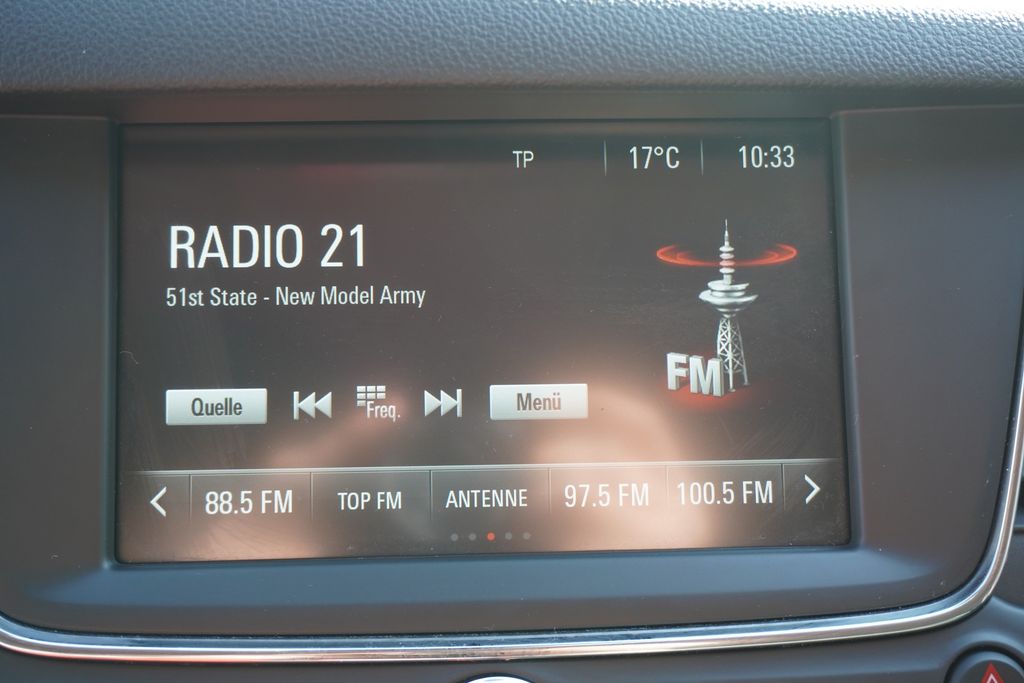 TP 17°C 10:33
RADIO 21
51st State - New Model Army
FM
Quelle Freq. Menü
88.5 FM TOP FM ANTENNE 97.5 FM 100.5 FM